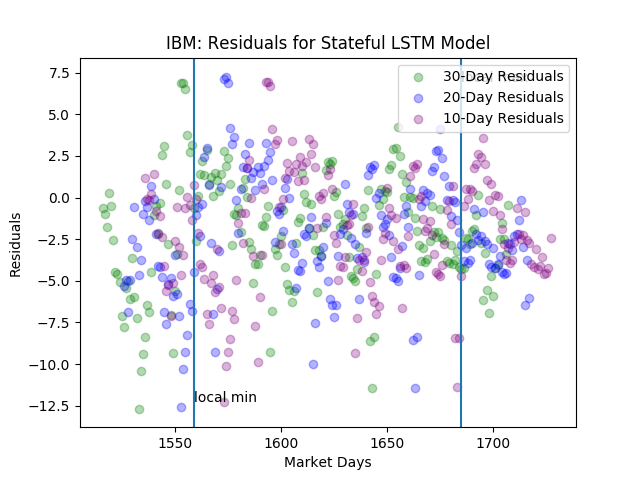 IBM: Residuals for Stateful LSTM Model
30-Day Residuals
20-Day Residuals
10-Day Residuals
7.5
5.0
2.5
0.0
−2.5
−5.0
−7.5
−10.0
−12.5
Residuals
local min
1550
1600
1650
1700
Market Days